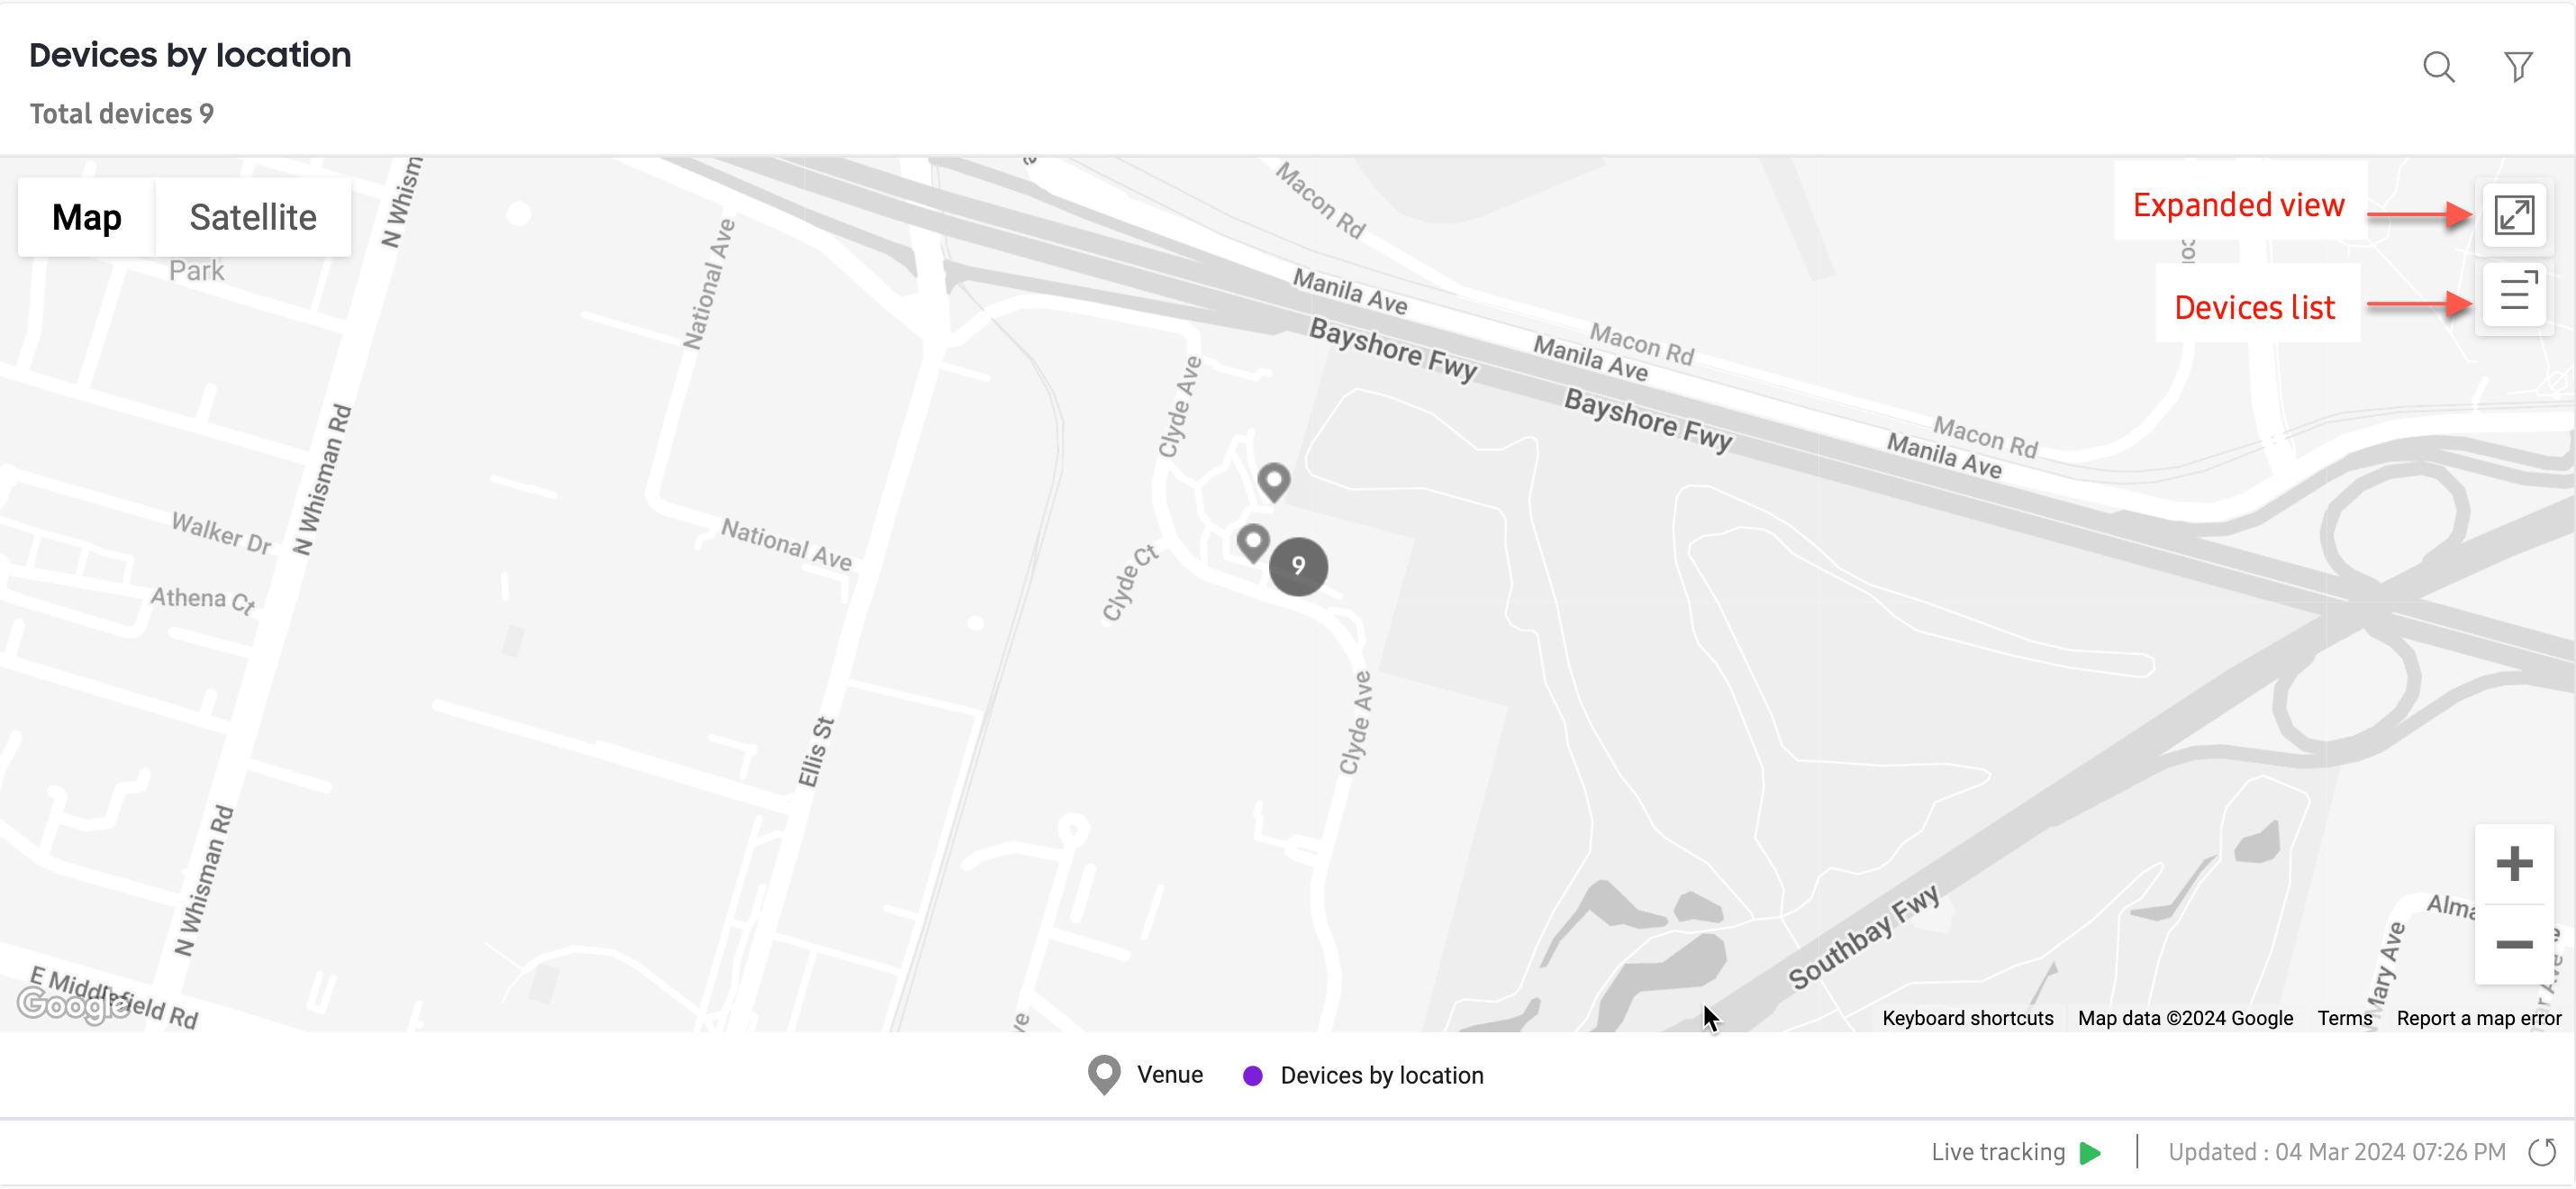 Devices by location
Total devices 9
Map
Satellite
Expanded view
Devices list
Park
N Whism
National Ave
Macon Rd
Manila Ave
Bayshore Fwy
Macon Rd
Manila Ave
Bayshore Fwy
Macon Rd
Manila Ave
Clyde Ave
N Whisman Rd
Walker Dr
National Ave
Clyde Ct
9
Athena Ct
Clyde Ave
Ellis St
N Whisman Rd
Southbay Fwy
Alma
Mary Ave
E Middlefield Rd
Google
Keyboard shortcuts
Map data ©2024 Google
Terms
Report a map error
Venue
Devices by location
Live tracking
Updated : 04 Mar 2024 07:26 PM